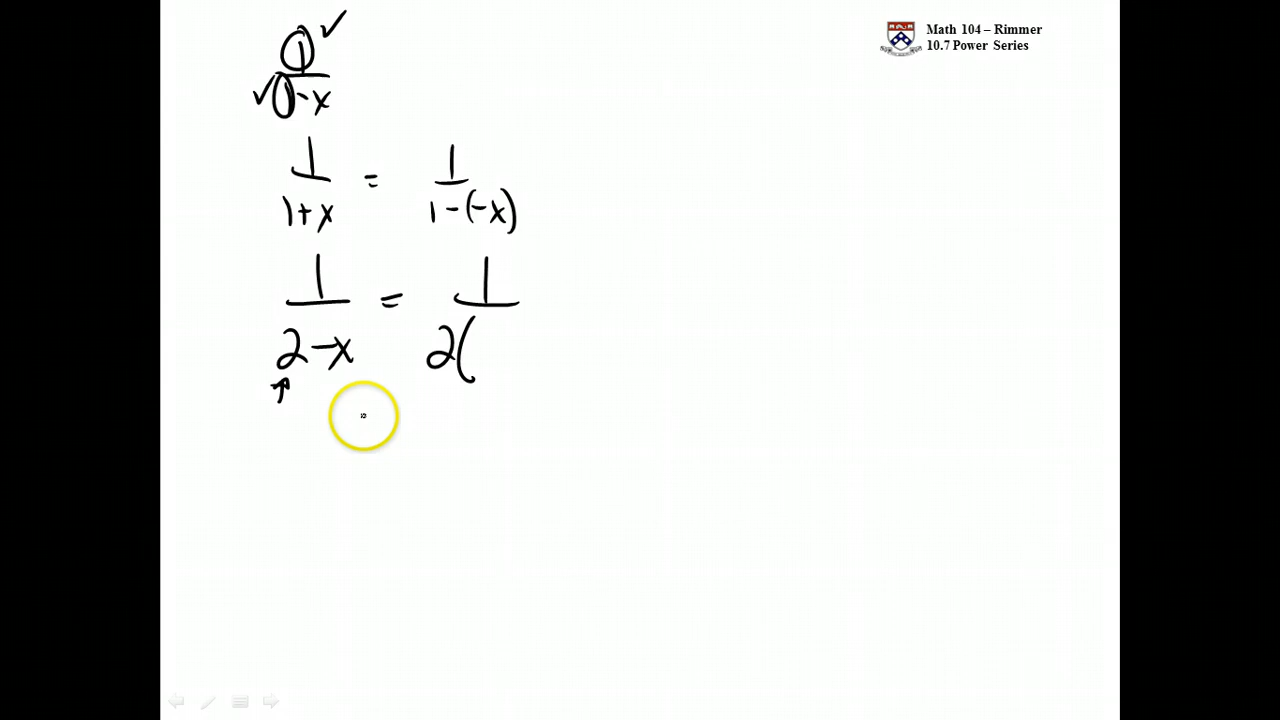 Math 104 – Rimmer
10.7 Power Series
1 ✓
✓ 1-x
1 = 1
1+x 1-(-x)
1 = 1
2-x 2(
↑